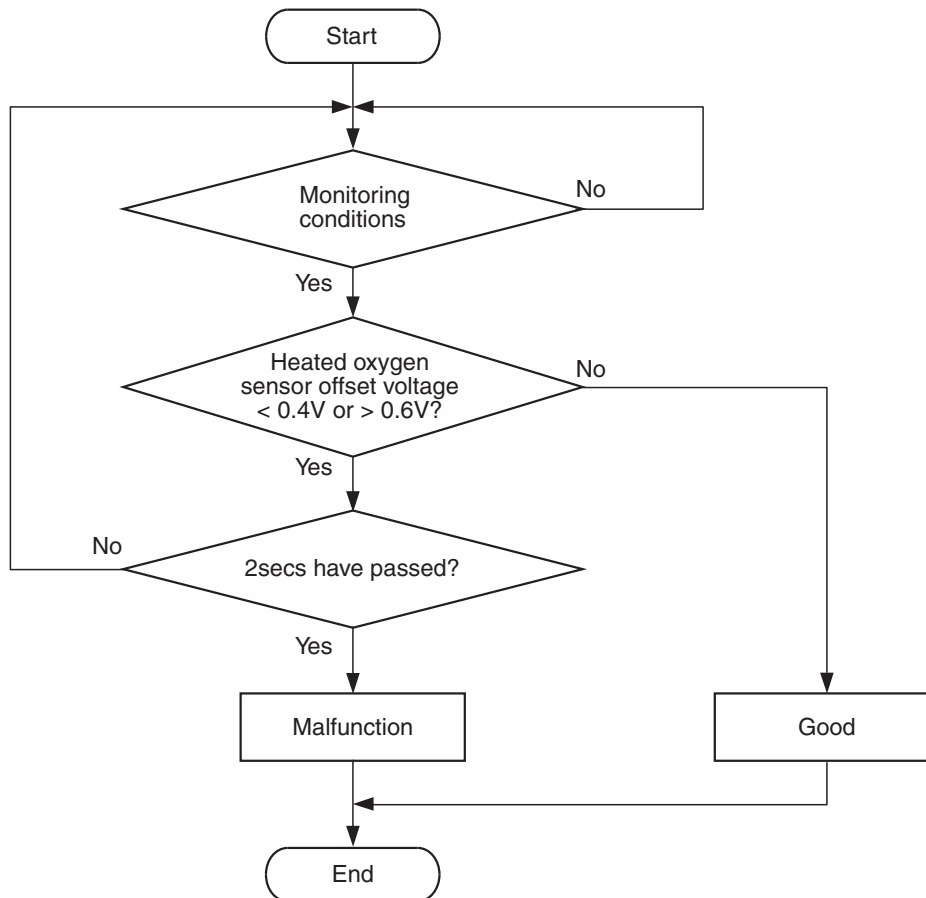 Start
Monitoring
conditions
No
Yes
Heated oxygen
sensor offset voltage
< 0.4V or > 0.6V?
No
Yes
No
2secs have passed?
Yes
Malfunction
Good
End